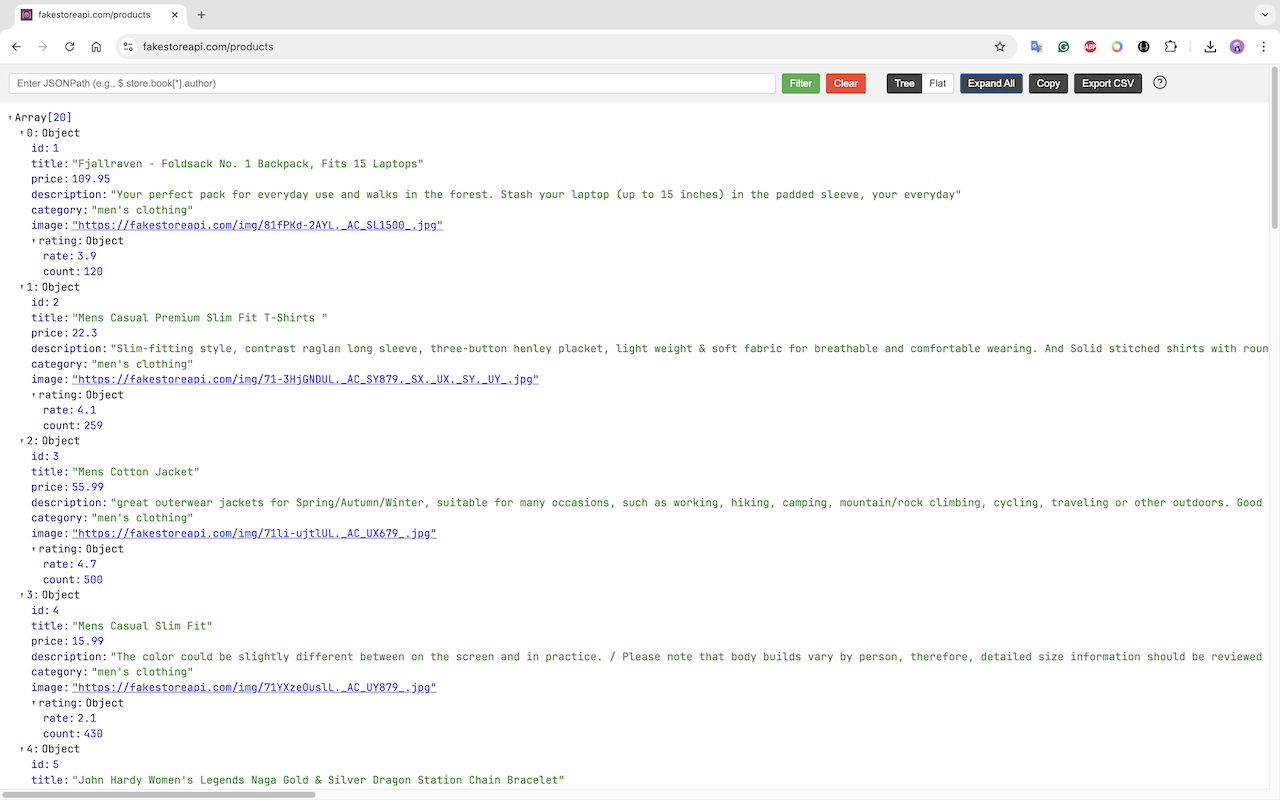 fakestoreapi.com/products
fakestoreapi.com/products
ABP
Enter JSONPath (e.g., $.store.book[*].author)
Filter
Clear
Tree
Flat
Expand All
Copy
Export CSV
?
Array[20]
0: Object
id: 1
title: "Fjallraven - Foldsack No. 1 Backpack, Fits 15 Laptops"
price: 109.95
description: "Your perfect pack for everyday use and walks in the forest. Stash your laptop (up to 15 inches) in the padded sleeve, your everyday"
category: "men's clothing"
image: "https://fakestoreapi.com/img/81fPKd-2AYL._AC_SL1500_.jpg"
rating: Object
rate: 3.9
count: 120
1: Object
id: 2
title: "Mens Casual Premium Slim Fit T-Shirts "
price: 22.3
description: "Slim-fitting style, contrast raglan long sleeve, three-button henley placket, light weight & soft fabric for breathable and comfortable wearing. And Solid stitched shirts with roun
category: "men's clothing"
image: "https://fakestoreapi.com/img/71-3HjGNDUL._AC_SY879._SX._UX._SY._UY_.jpg"
rating: Object
rate: 4.1
count: 259
2: Object
id: 3
title: "Mens Cotton Jacket"
price: 55.99
description: "great outerwear jackets for Spring/Autumn/Winter, suitable for many occasions, such as working, hiking, camping, mountain/rock climbing, cycling, traveling or other outdoors. Good
category: "men's clothing"
image: "https://fakestoreapi.com/img/71li-ujtlUL._AC_UX679_.jpg"
rating: Object
rate: 4.7
count: 500
3: Object
id: 4
title: "Mens Casual Slim Fit"
price: 15.99
description: "The color could be slightly different between on the screen and in practice. / Please note that body builds vary by person, therefore, detailed size information should be reviewed
category: "men's clothing"
image: "https://fakestoreapi.com/img/71YXzeOuslL._AC_UY879_.jpg"
rating: Object
rate: 2.1
count: 430
4: Object
id: 5
title: "John Hardy Women's Legends Naga Gold & Silver Dragon Station Chain Bracelet"